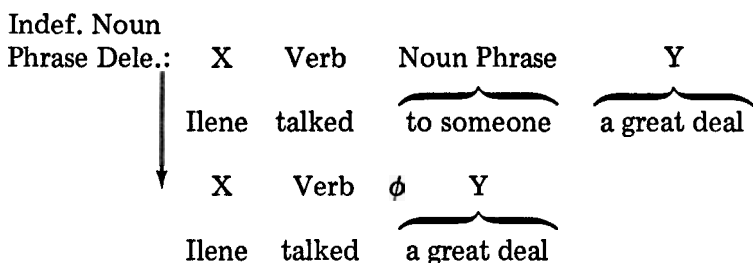 Indef. Noun
Phrase Dele.: X Verb Noun Phrase Y
Ilene talked to someone a great deal
X Verb ϕ Y
Ilene talked a great deal